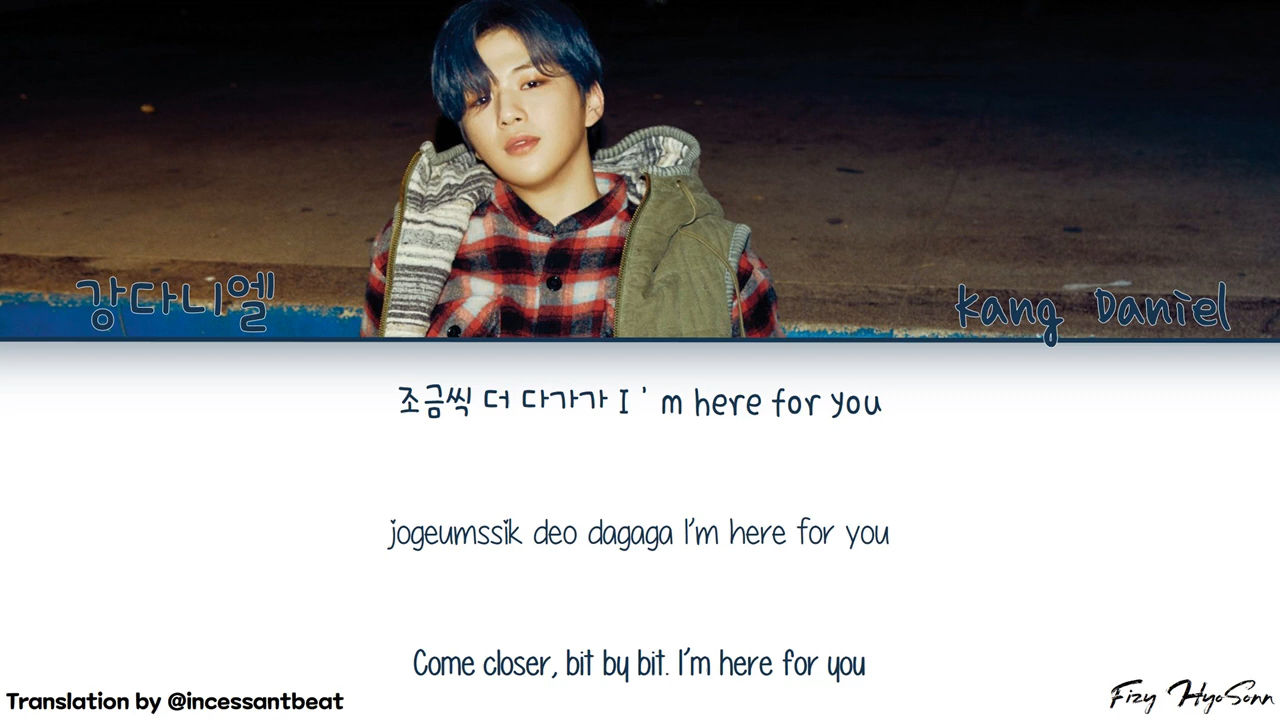 강다니엘
Kang Daniel
조금씩 더 다가가 I'm here for you
jogeumssik deo dagaga I'm here for you
Come closer, bit by bit. I'm here for you
Translation by @incessantbeat
Fizy HyoSonn